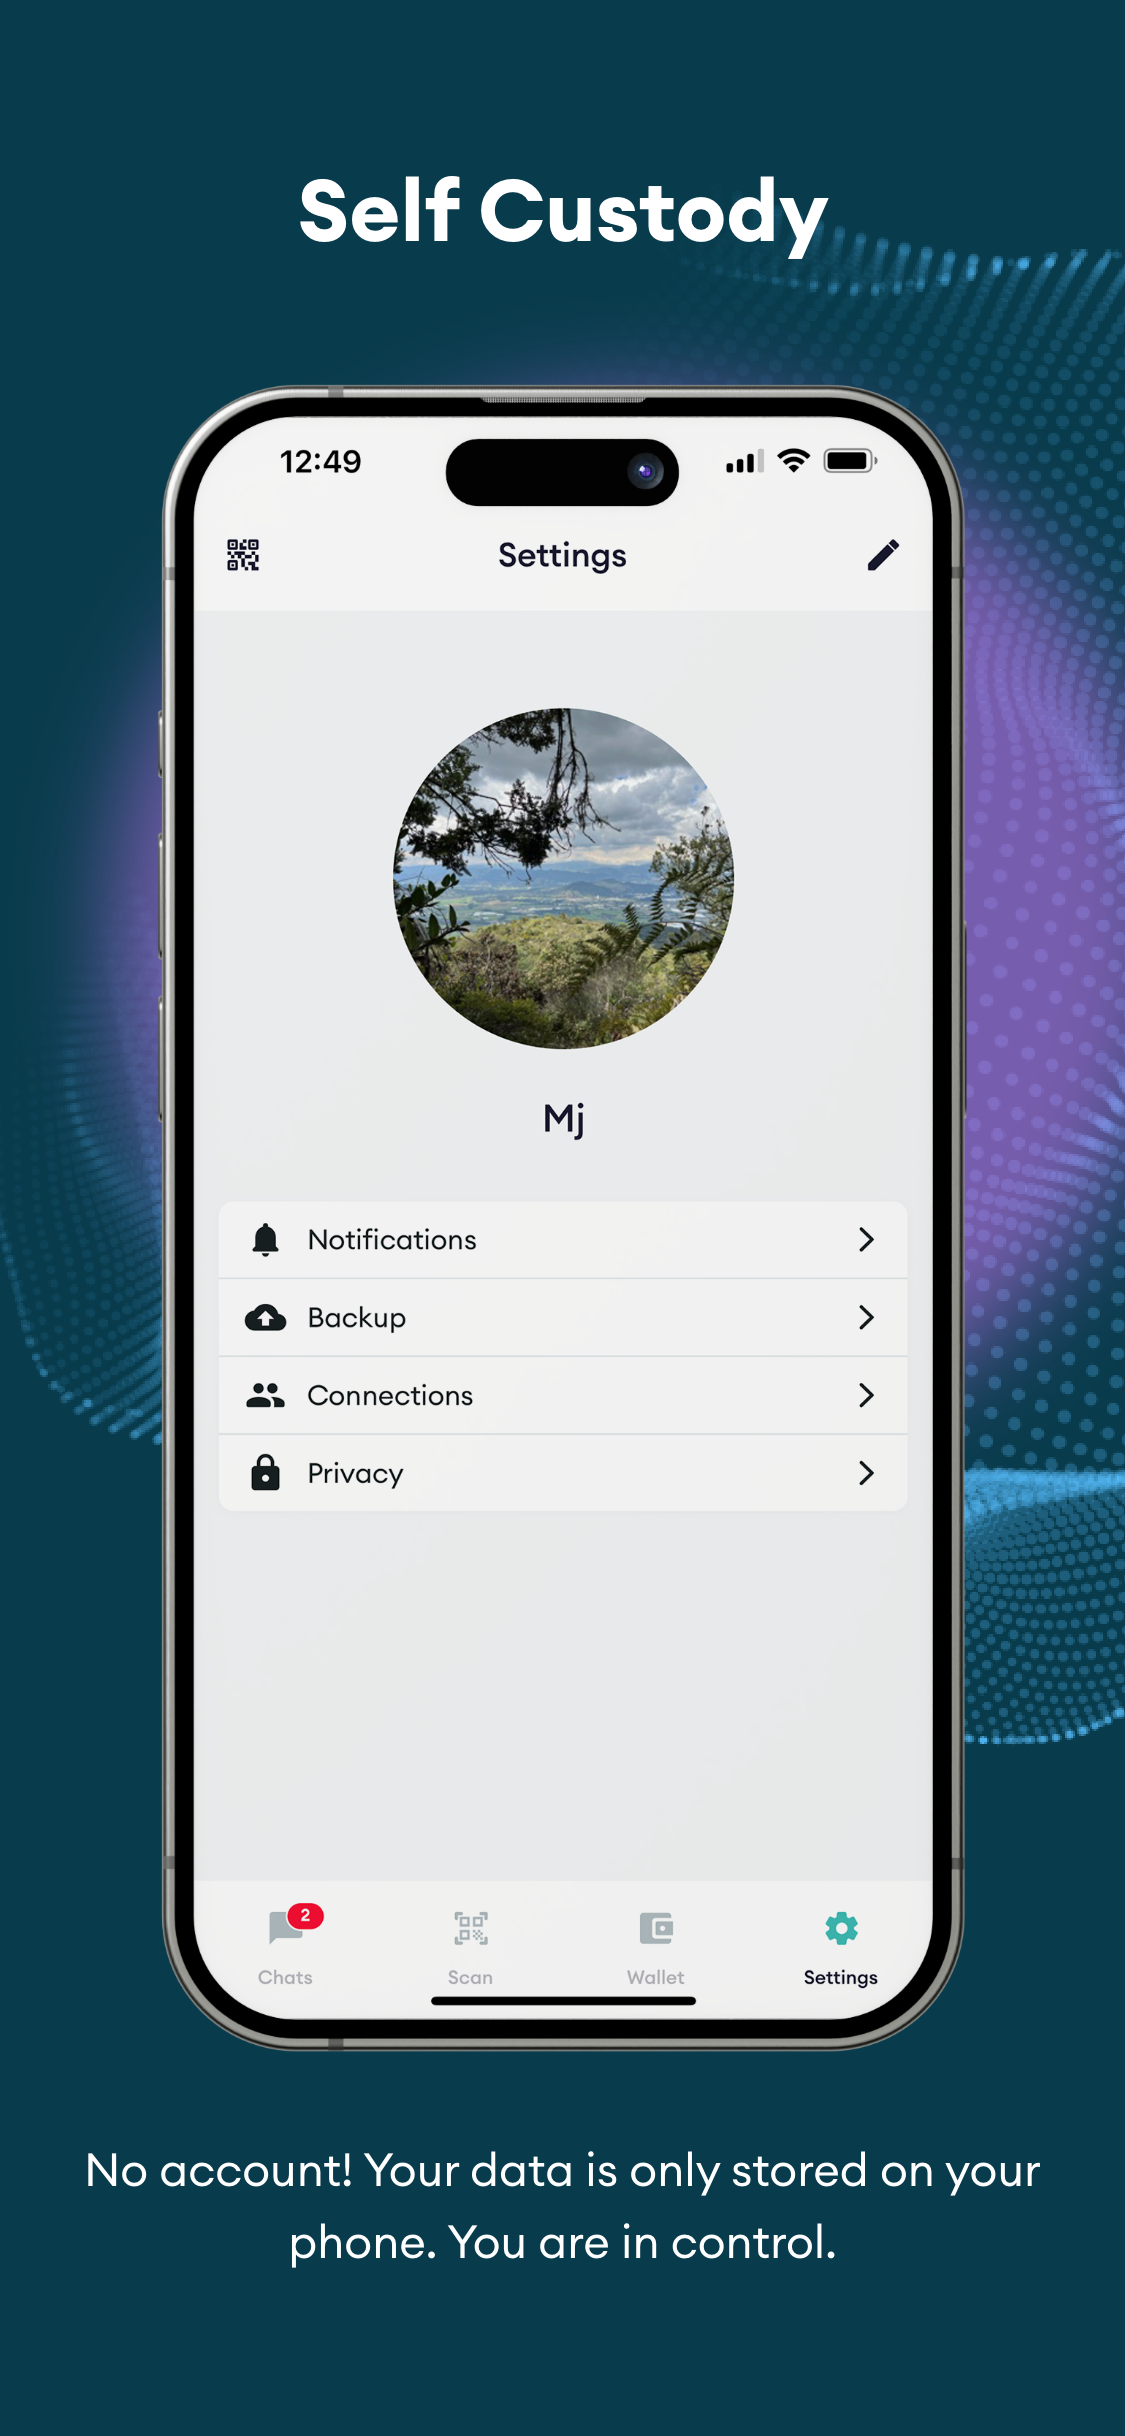 Self Custody
12:49
Settings
Mj
Notifications
Backup
Connections
Privacy
2
Chats
Scan
Wallet
Settings
No account! Your data is only stored on your
phone. You are in control.